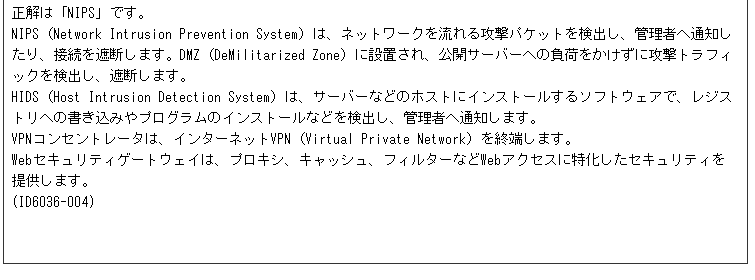 正解は「NIPS」です。
NIPS (Network Intrusion Prevention System) は、ネットワークを流れる攻撃パケットを検出し、管理者へ通知し
たり、接続を遮断します。DMZ (DeMilitarized Zone) に設置され、公開サーバーへの負荷をかけずに攻撃トラフィ
ックを検出し、遮断します。
HIDS (Host Intrusion Detection System) は、サーバーなどのホストにインストールするソフトウェアで、レジス
トリへの書き込みやプログラムのインストールなどを検出し、管理者へ通知します。
VPNコンセントレータは、インターネットVPN (Virtual Private Network) を終端します。
Webセキュリティゲートウェイは、プロキシ、キャッシュ、フィルターなどWebアクセスに特化したセキュリティを
提供します。
(ID6036-004)